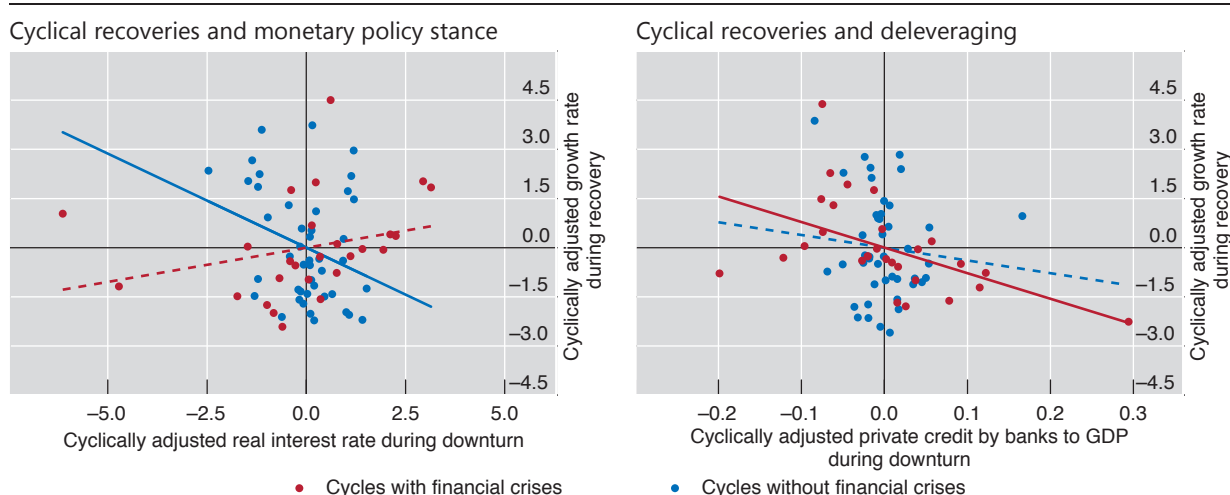 Cyclical recoveries and monetary policy stance
4.5
3.0
1.5
0.0
–1.5
–3.0
–4.5
Cyclically adjusted growth rate
during recovery
–5.0 –2.5 0.0 2.5 5.0
Cyclically adjusted real interest rate during downturn
Cyclical recoveries and deleveraging
4.5
3.0
1.5
0.0
–1.5
–3.0
–4.5
Cyclically adjusted growth rate
during recovery
–0.2 –0.1 0.0 0.1 0.2 0.3
Cyclically adjusted private credit by banks to GDP
during downturn
Cycles with financial crises
Cycles without financial crises